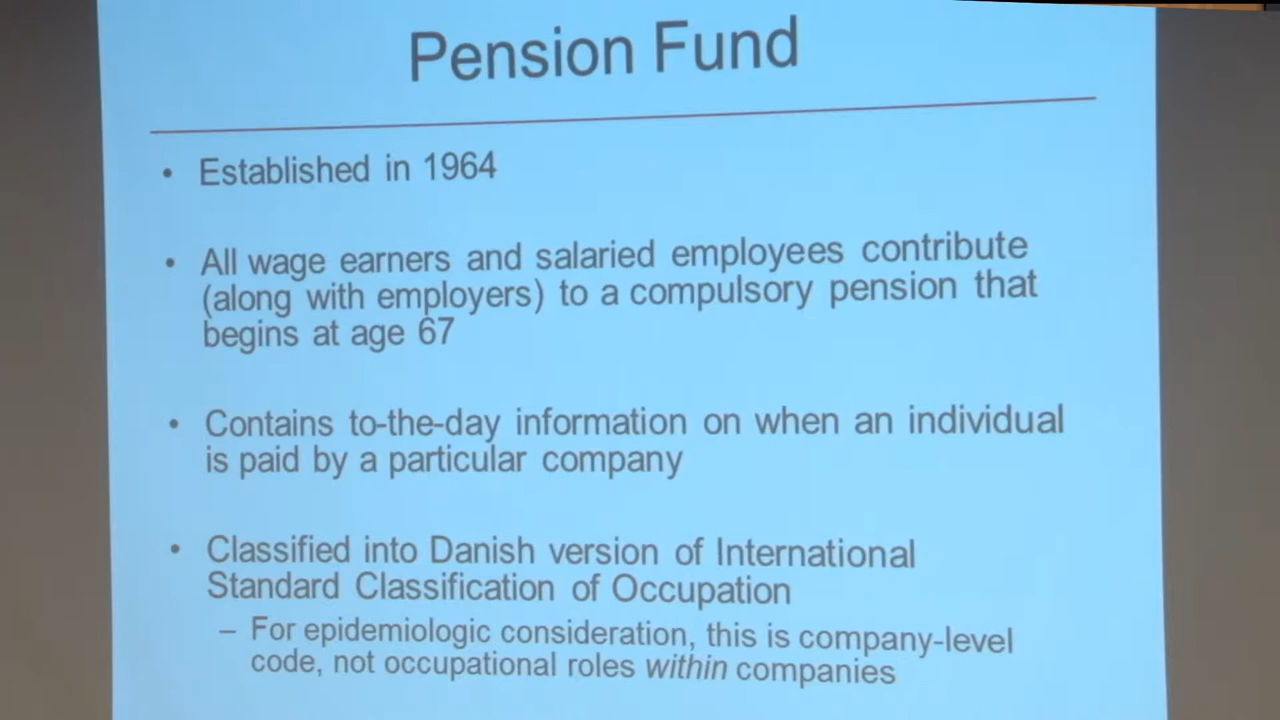 Pension Fund
• Established in 1964
• All wage earners and salaried employees contribute
(along with employers) to a compulsory pension that
begins at age 67
• Contains to-the-day information on when an individual
is paid by a particular company
• Classified into Danish version of International
Standard Classification of Occupation
– For epidemiologic consideration, this is company-level
code, not occupational roles within companies